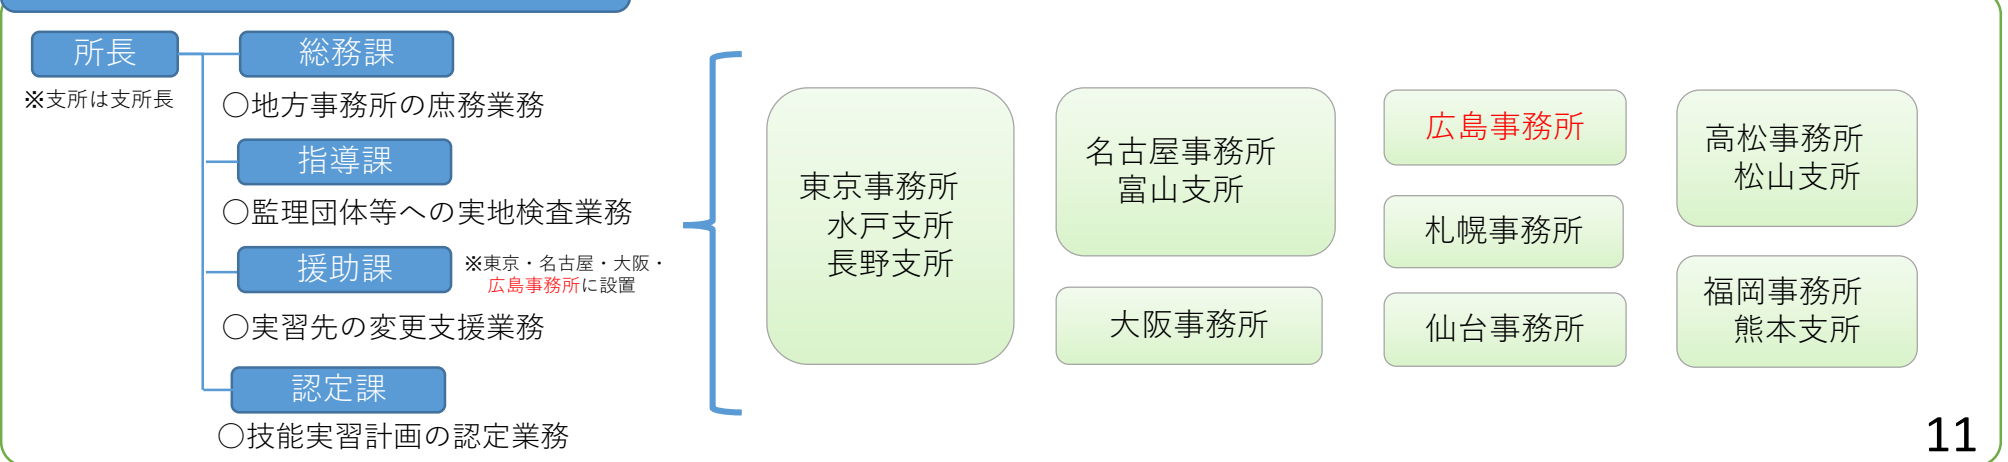 所長
※支所は支所長
総務課
○地方事務所の庶務業務
指導課
○監理団体等への実地検査業務
援助課
※東京・名古屋・大阪・
広島事務所に設置
○実習先の変更支援業務
認定課
○技能実習計画の認定業務
東京事務所
水戸支所
長野支所
名古屋事務所
富山支所
大阪事務所
広島事務所
札幌事務所
仙台事務所
高松事務所
松山支所
福岡事務所
熊本支所
11